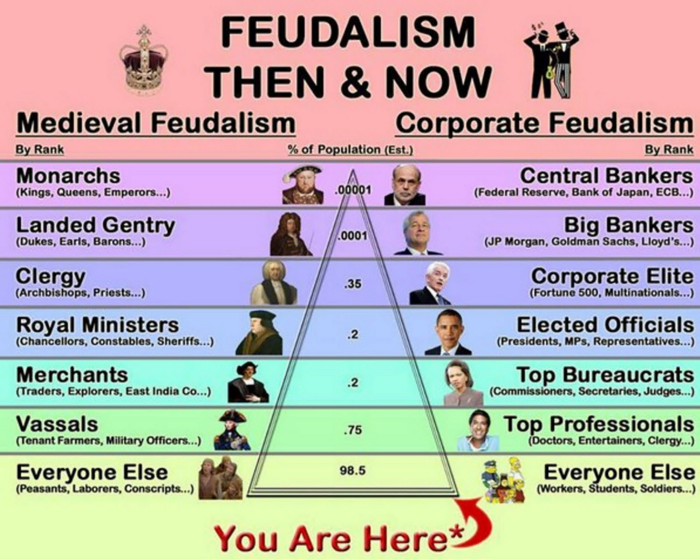 FEUDALISM
THEN & NOW
Medieval Feudalism
Corporate Feudalism
By Rank
% of Population (Est.)
By Rank
Monarchs
(Kings, Queens, Emperors...)
.00001
Central Bankers
(Federal Reserve, Bank of Japan, ECB...)
Landed Gentry
(Dukes, Earls, Barons...)
.0001
Big Bankers
(JP Morgan, Goldman Sachs, Lloyd's...)
Clergy
(Archbishops, Priests...)
.35
Corporate Elite
(Fortune 500, Multinationals...)
Royal Ministers
(Chancellors, Constables, Sheriffs...)
.2
Elected Officials
(Presidents, MPs, Representatives...)
Merchants
(Traders, Explorers, East India Co...)
.2
Top Bureaucrats
(Commissioners, Secretaries, Judges...)
Vassals
(Tenant Farmers, Military Officers...)
.75
Top Professionals
(Doctors, Entertainers, Clergy...)
Everyone Else
(Peasants, Laborers, Conscripts...)
98.5
Everyone Else
(Workers, Students, Soldiers...)
You Are Here*